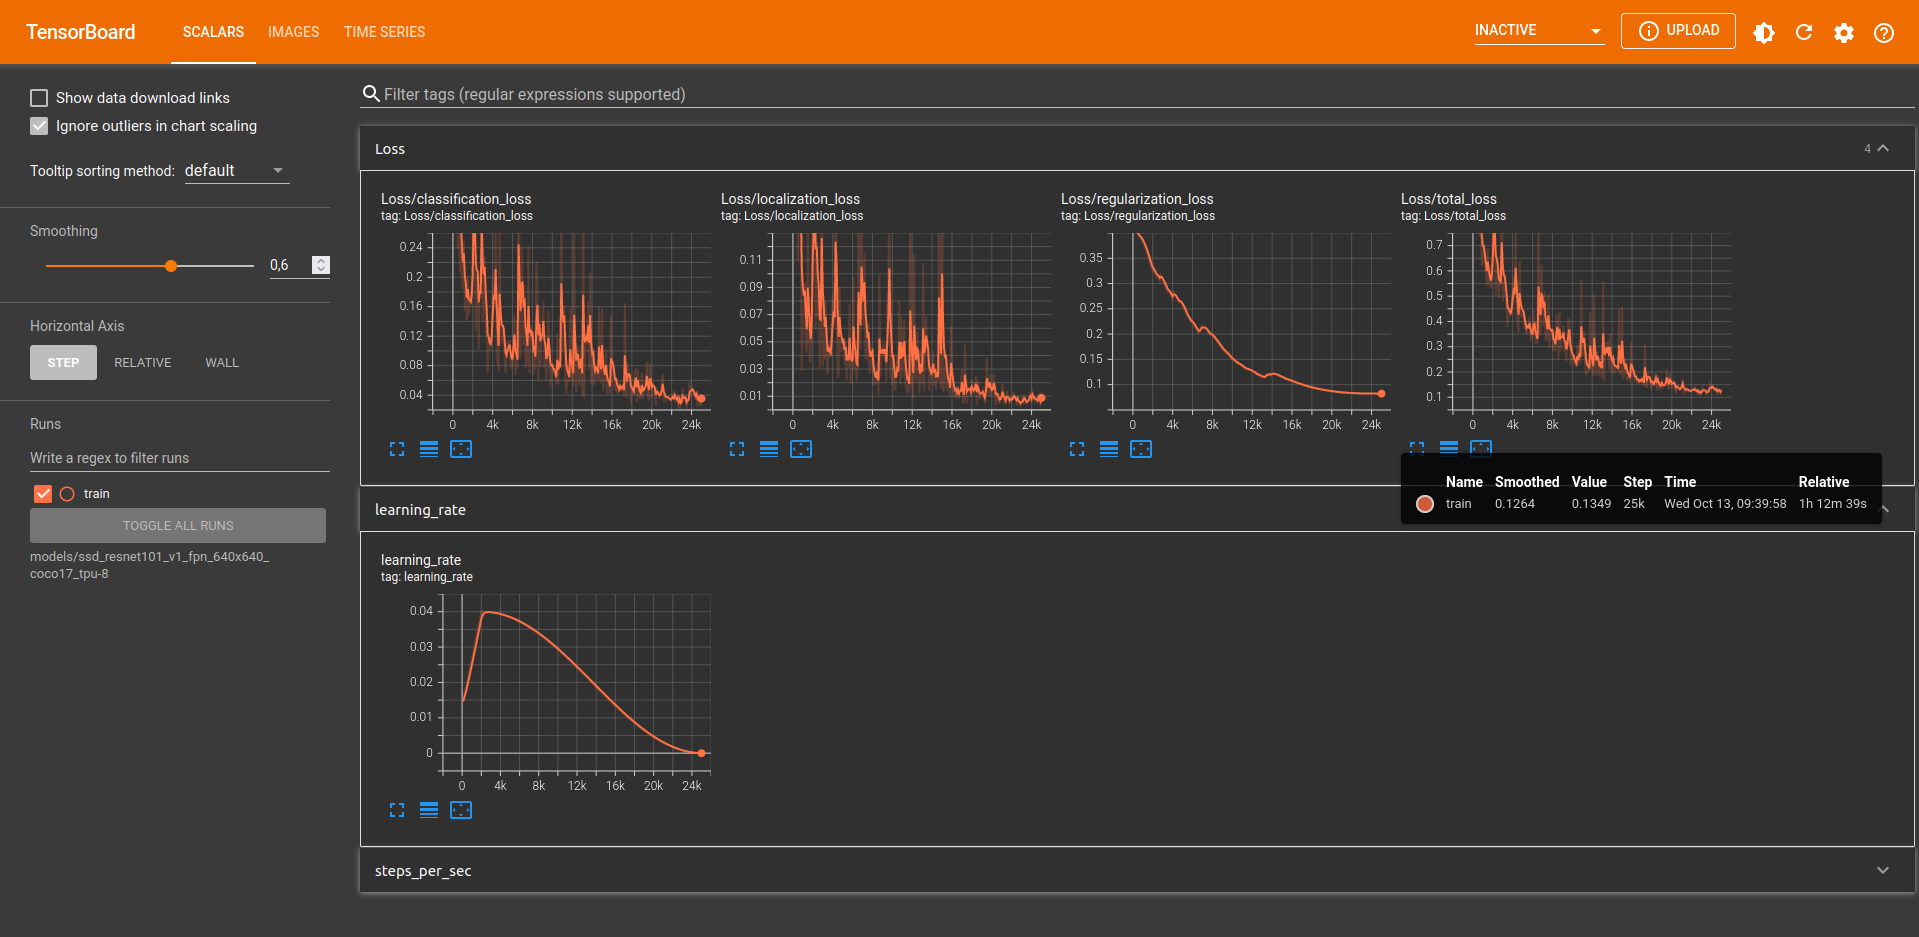 TensorBoard SCALARS IMAGES TIME SERIES INACTIVE UPLOAD
Show data download links
Ignore outliers in chart scaling
Tooltip sorting method: default
Smoothing
0,6
Horizontal Axis
STEP RELATIVE WALL
Runs
Write a regex to filter runs
train
TOGGLE ALL RUNS
models/ssd_resnet101_v1_fpn_640x640_
coco17_tpu-8
Filter tags (regular expressions supported)
Loss 4
Loss/classification_loss
tag: Loss/classification_loss
0.24
0.2
0.16
0.12
0.08
0.04
0 4k 8k 12k 16k 20k 24k
Loss/localization_loss
tag: Loss/localization_loss
0.11
0.09
0.07
0.05
0.03
0.01
0 4k 8k 12k 16k 20k 24k
Loss/regularization_loss
tag: Loss/regularization_loss
0.35
0.3
0.25
0.2
0.15
0.1
0 4k 8k 12k 16k 20k 24k
Loss/total_loss
tag: Loss/total_loss
0.7
0.6
0.5
0.4
0.3
0.2
0.1
0 4k 8k 12k 16k 20k 24k
Name Smoothed Value Step Time Relative
train 0.1264 0.1349 25k Wed Oct 13, 09:39:58 1h 12m 39s
learning_rate
learning_rate
tag: learning_rate
0.04
0.03
0.02
0.01
0
0 4k 8k 12k 16k 20k 24k
steps_per_sec